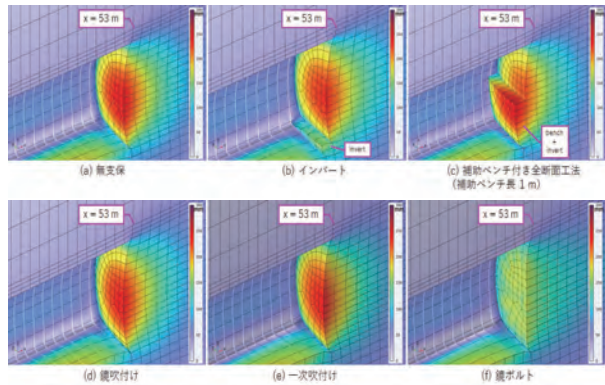 x = 53 m
x = 53 m
x = 53 m
invert
bench
+
invert
(a) 無支保
(b) インバート
(c) 補助ベンチ付き全断面工法
(補助ベンチ長 1 m)
x = 53 m
x = 53 m
x = 53 m
(d) 鏡吹付け
(e) 一次吹付け
(f) 鏡ボルト